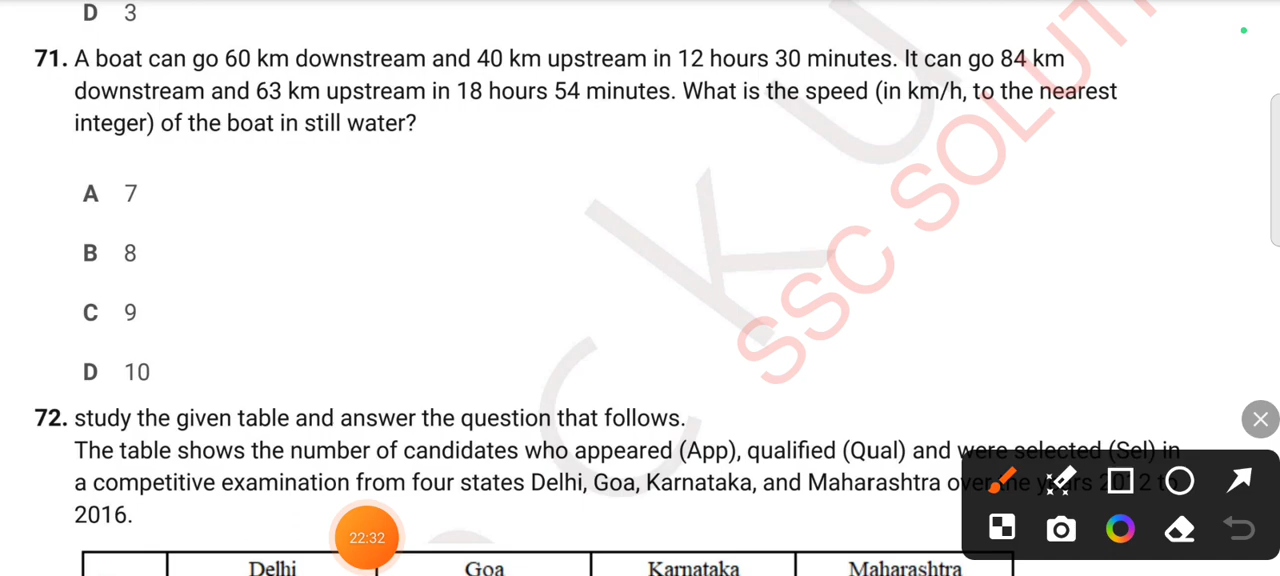 D 3
71. A boat can go 60 km downstream and 40 km upstream in 12 hours 30 minutes. It can go 84 km
downstream and 63 km upstream in 18 hours 54 minutes. What is the speed (in km/h, to the nearest
integer) of the boat in still water?
A 7
B 8
C 9
D 10
72. study the given table and answer the question that follows.
The table shows the number of candidates who appeared (App), qualified (Qual) and were selected (Sel) in
a competitive examination from four states Delhi, Goa, Karnataka, and Maharashtra over the years 2012 to
2016.
22:32
Delhi Goa Karnataka Maharashtra
C K U
SSC SOLUTI